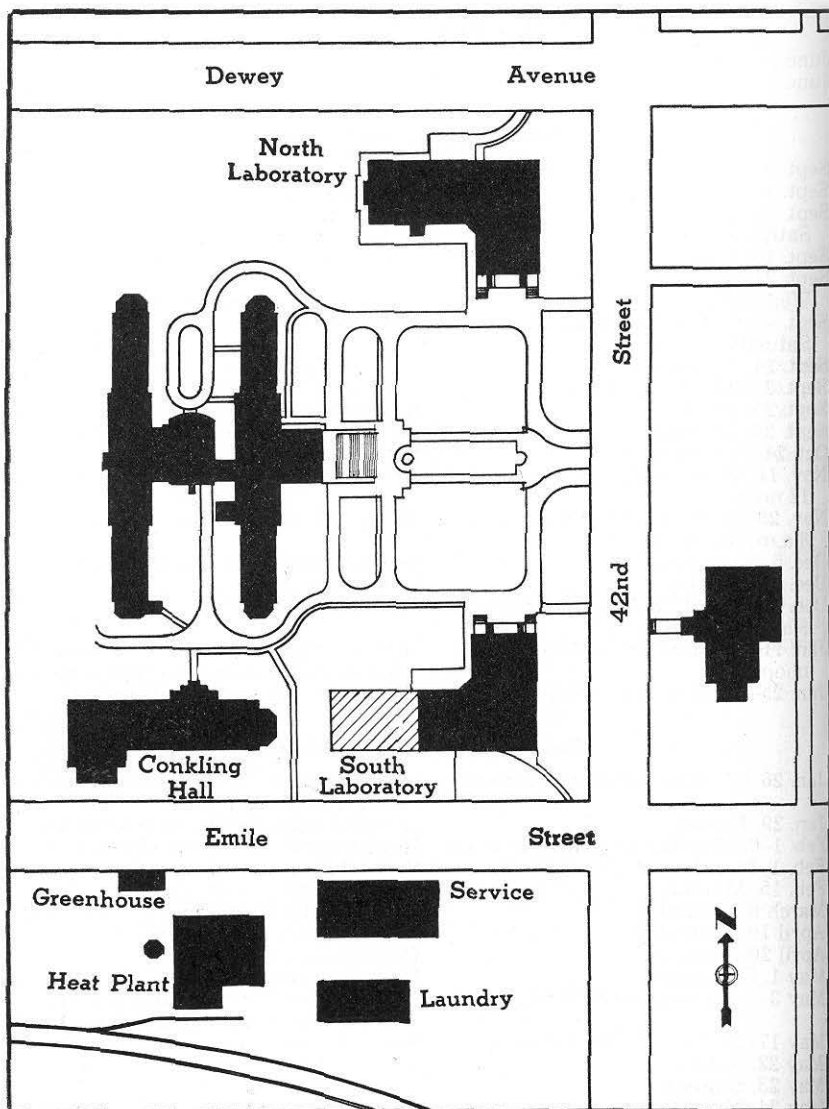 Dewey Avenue
North
Laboratory
Street
42nd
Conkling
Hall
South
Laboratory
Emile Street
Greenhouse
Service
Heat Plant
Laundry
N